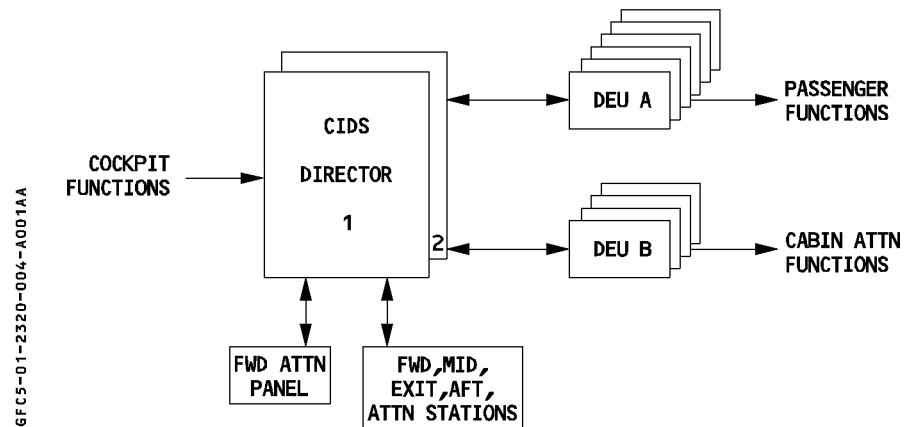 CIDS
DIRECTOR
1
2
DEU A
PASSENGER
FUNCTIONS
COCKPIT
FUNCTIONS
DEU B
CABIN ATTN
FUNCTIONS
FWD ATTN
PANEL
FWD,MID,
EXIT,AFT,
ATTN STATIONS
GFC5-01-2320-004-A001AA